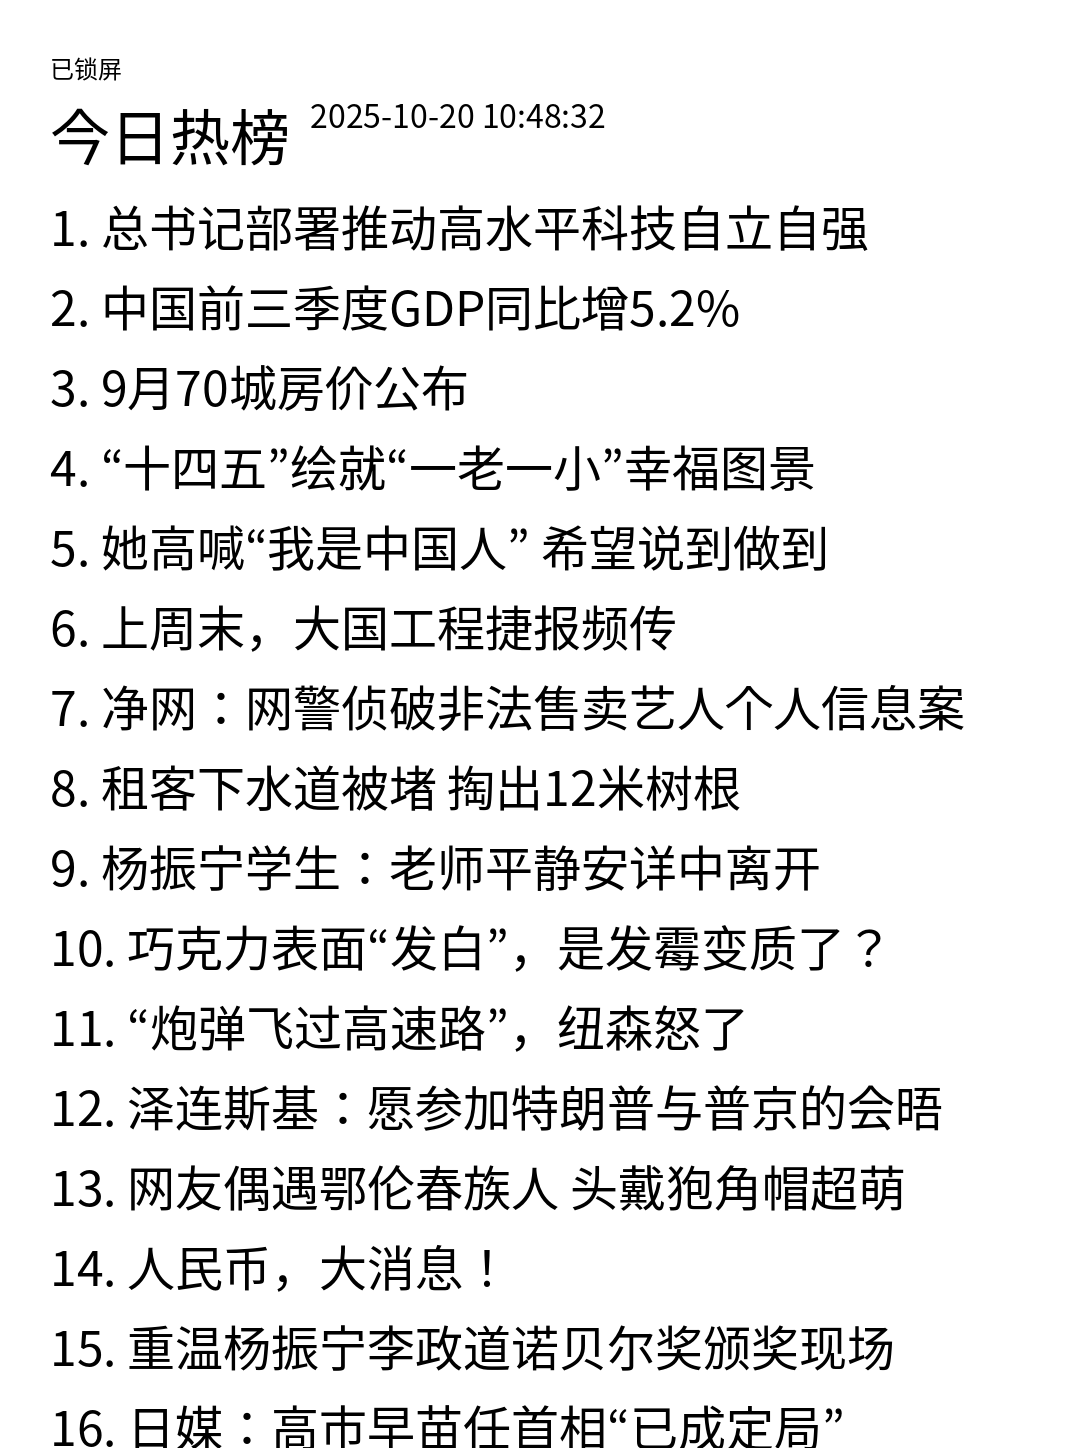 已锁屏
今日热榜 2025-10-20 10:48:32
1. 总书记部署推动高水平科技自立自强
2. 中国前三季度GDP同比增5.2%
3. 9月70城房价公布
4. “十四五”绘就“一老一小”幸福图景
5. 她高喊“我是中国人” 希望说到做到
6. 上周末，大国工程捷报频传
7. 净网：网警侦破非法售卖艺人个人信息案
8. 租客下水道被堵 掏出12米树根
9. 杨振宁学生：老师平静安详中离开
10. 巧克力表面“发白”，是发霉变质了？
11. “炮弹飞过高速路”，纽森怒了
12. 泽连斯基：愿参加特朗普与普京的会晤
13. 网友偶遇鄂伦春族人 头戴狍角帽超萌
14. 人民币，大消息！
15. 重温杨振宁李政道诺贝尔奖颁奖现场
16. 日媒：高市早苗任首相“已成定局”